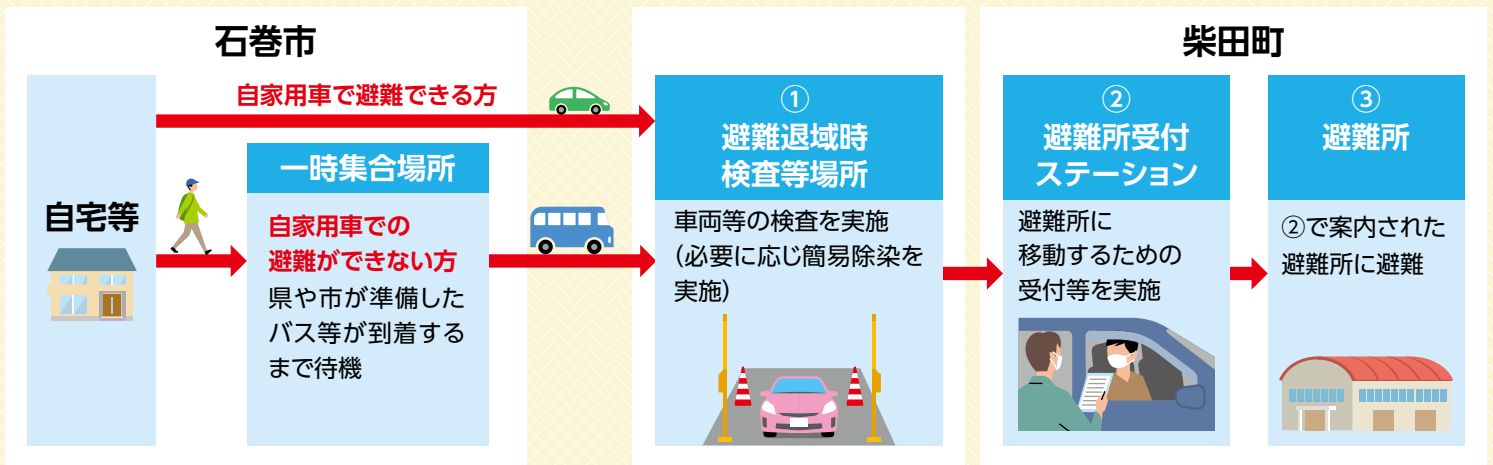 石巻市
自宅等
自家用車で避難できる方
一時集合場所
自家用車での
避難ができない方
県や市が準備した
バス等が到着する
まで待機
①
避難退域時
検査等場所
車両等の検査を実施
(必要に応じ簡易除染を
実施)
柴田町
②
避難所受付
ステーション
避難所に
移動するための
受付等を実施
③
避難所
②で案内された
避難所に避難